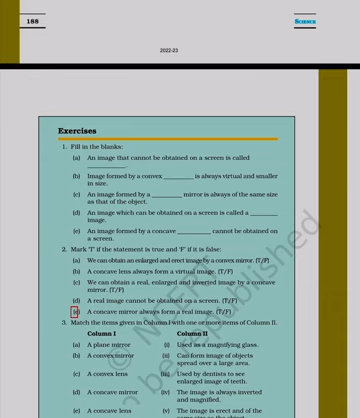 188
SCIENCE
2022-23
Exercises
1. Fill in the blanks:
(a) An image that cannot be obtained on a screen is called
____________.
(b) Image formed by a convex __________ is always virtual and smaller
in size.
(c) An image formed by a __________ mirror is always of the same size
as that of the object.
(d) An image which can be obtained on a screen is called a _________
image.
(e) An image formed by a concave ___________ cannot be obtained on
a screen.
2. Mark 'T' if the statement is true and 'F' if it is false:
(a) We can obtain an enlarged and erect image by a convex mirror. (T/F)
(b) A concave lens always form a virtual image. (T/F)
(c) We can obtain a real, enlarged and inverted image by a concave
mirror. (T/F)
(d) A real image cannot be obtained on a screen. (T/F)
(e) A concave mirror always form a real image. (T/F)
3. Match the items given in Column I with one or more items of Column II.
Column I Column II
(a) A plane mirror (i) Used as a magnifying glass.
(b) A convex mirror (ii) Can form image of objects
spread over a large area.
(c) A convex lens (iii) Used by dentists to see
enlarged image of teeth.
(d) A concave mirror (iv) The image is always inverted
and magnified.
(e) A concave lens (v) The image is erect and of the
© NCERT
be republished